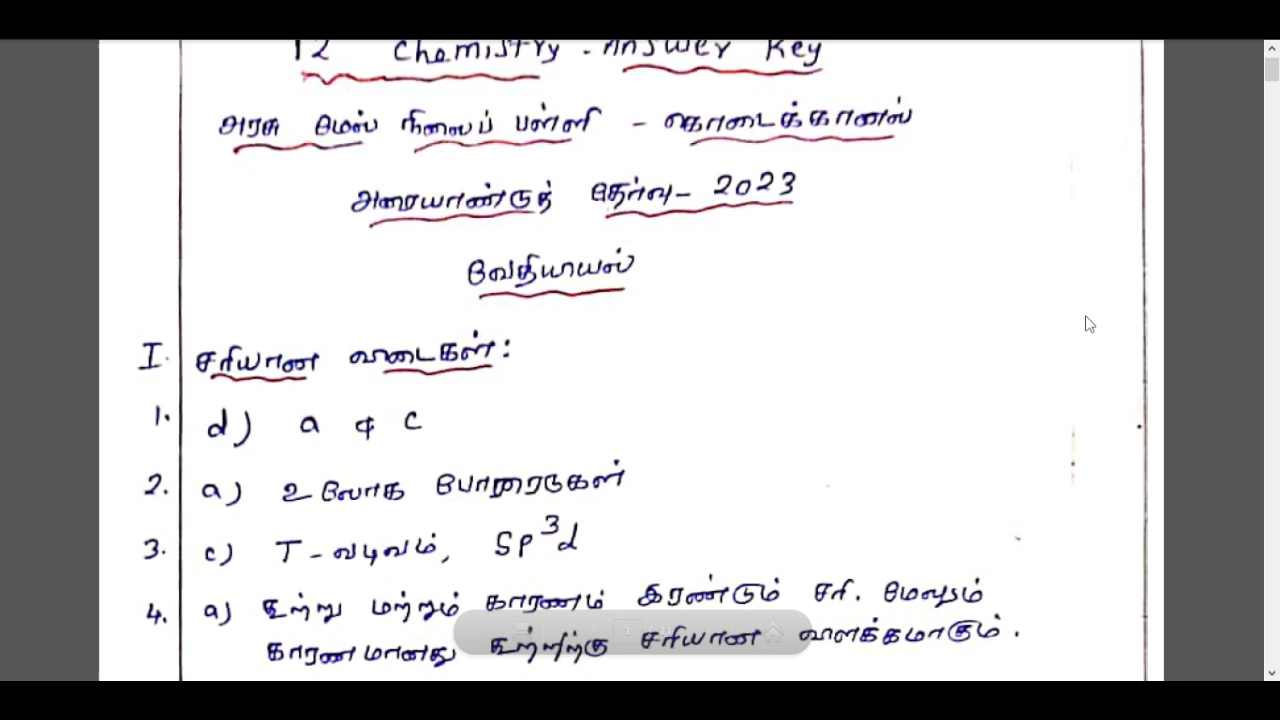 12 Chemistry - Answer Key
அரசு மேல் நிலைப் பள்ளி - கொடைக்கானல்
அரையாண்டுத் தேர்வு - 2023
வேதியியல்
I. சரியான விடைகள் :
1. d) a & c
2. a) உலோக போரைடுகள்
3. c) T - வடிவம், Sp³d
4. a) கூற்று மற்றும் காரணம் இரண்டும் சரி. மேலும்
காரணமானது கூற்றிற்கு சரியான விளக்கமாகும்.